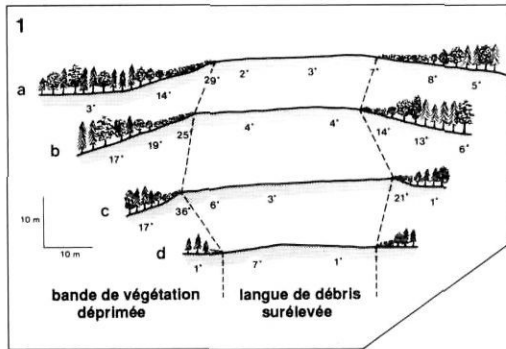 1
a 3° 14° 29° 2° 3° 7° 8° 5°
b 17° 19° 25° 4° 4° 14° 13° 6°
c 17° 36° 6° 3° 21° 1°
d 1° 7° 1°
10 m
10 m
bande de végétation déprimée
langue de débris surélevée